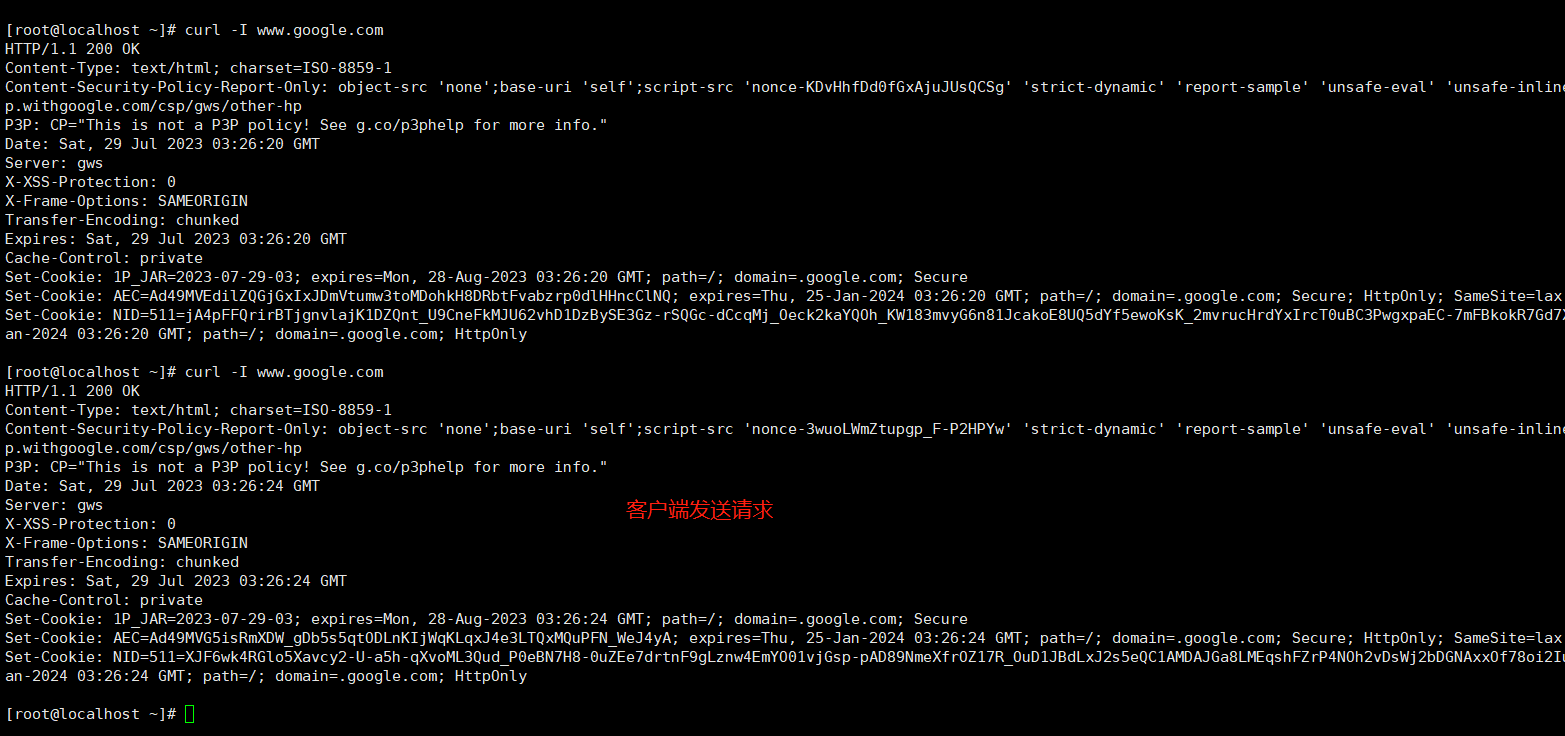 [root@localhost ~]# curl -I www.google.com
HTTP/1.1 200 OK
Content-Type: text/html; charset=ISO-8859-1
Content-Security-Policy-Report-Only: object-src 'none';base-uri 'self';script-src 'nonce-KDvHhfDd0fGxAjuJUsQCSg' 'strict-dynamic' 'report-sample' 'unsafe-eval' 'unsafe-inline
p.withgoogle.com/csp/gws/other-hp
P3P: CP="This is not a P3P policy! See g.co/p3phelp for more info."
Date: Sat, 29 Jul 2023 03:26:20 GMT
Server: gws
X-XSS-Protection: 0
X-Frame-Options: SAMEORIGIN
Transfer-Encoding: chunked
Expires: Sat, 29 Jul 2023 03:26:20 GMT
Cache-Control: private
Set-Cookie: 1P_JAR=2023-07-29-03; expires=Mon, 28-Aug-2023 03:26:20 GMT; path=/; domain=.google.com; Secure
Set-Cookie: AEC=Ad49MVEdilZQGjGxIxJDmVtumw3toMDohkH8DRbtFvabzrp0dlHHncClNQ; expires=Thu, 25-Jan-2024 03:26:20 GMT; path=/; domain=.google.com; Secure; HttpOnly; SameSite=lax
Set-Cookie: NID=511=jA4pFFQrirBTjgnvlajK1DZQnt_U9CneFkMJU62vhD1DzBySE3Gz-rSQGc-dCcqMj_Oeck2kaYQOh_KW183mvyG6n81JcakoE8UQ5dYf5ewoKsK_2mvrucHrdYxIrcT0uBC3PwgxpaEC-7mFBkokR7Gd7X
an-2024 03:26:20 GMT; path=/; domain=.google.com; HttpOnly
[root@localhost ~]# curl -I www.google.com
HTTP/1.1 200 OK
Content-Type: text/html; charset=ISO-8859-1
Content-Security-Policy-Report-Only: object-src 'none';base-uri 'self';script-src 'nonce-3wuoLWmZtupgp_F-P2HPYw' 'strict-dynamic' 'report-sample' 'unsafe-eval' 'unsafe-inline
p.withgoogle.com/csp/gws/other-hp
P3P: CP="This is not a P3P policy! See g.co/p3phelp for more info."
Date: Sat, 29 Jul 2023 03:26:24 GMT
Server: gws
客户端发送请求
X-XSS-Protection: 0
X-Frame-Options: SAMEORIGIN
Transfer-Encoding: chunked
Expires: Sat, 29 Jul 2023 03:26:24 GMT
Cache-Control: private
Set-Cookie: 1P_JAR=2023-07-29-03; expires=Mon, 28-Aug-2023 03:26:24 GMT; path=/; domain=.google.com; Secure
Set-Cookie: AEC=Ad49MVG5isRmXDW_gDb5s5qtODLnKIjWqKLqxJ4e3LTQxMQuPFN_WeJ4yA; expires=Thu, 25-Jan-2024 03:26:24 GMT; path=/; domain=.google.com; Secure; HttpOnly; SameSite=lax
Set-Cookie: NID=511=XJF6wk4RGlo5Xavcy2-U-a5h-qXvoML3Qud_P0eBN7H8-0uZEe7drtnF9gLznw4EmYO01vjGsp-pAD89NmeXfrOZ17R_OuD1JBdLxJ2s5eQC1AMDAJGa8LMEqshFZrP4NOh2vDsWj2bDGNAxxOf78oi2Iu
an-2024 03:26:24 GMT; path=/; domain=.google.com; HttpOnly
[root@localhost ~]#